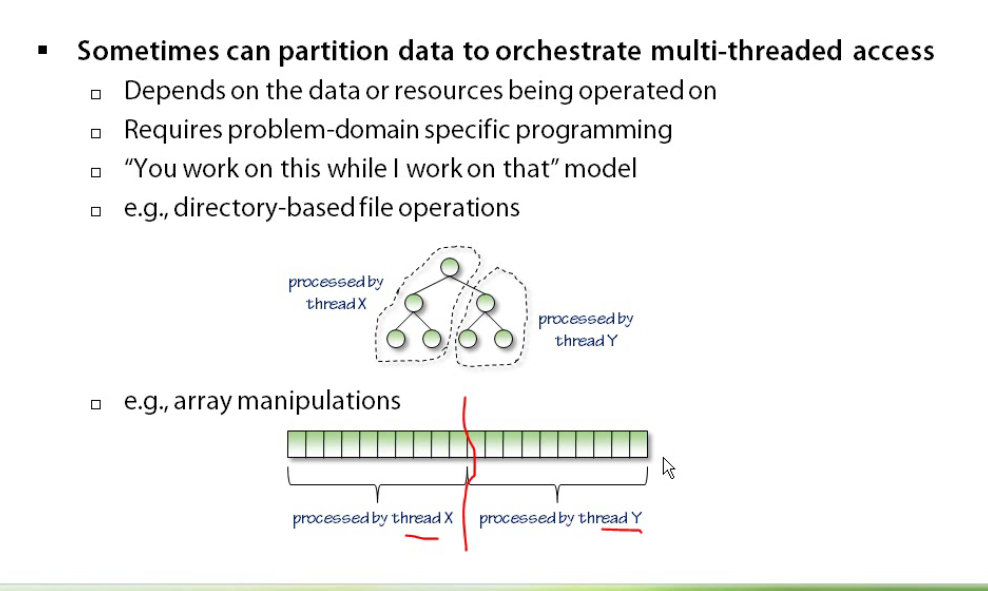 Sometimes can partition data to orchestrate multi-threaded access
Depends on the data or resources being operated on
Requires problem-domain specific programming
“You work on this while I work on that” model
e.g., directory-based file operations
processed by
thread X
processed by
thread Y
e.g., array manipulations
processed by thread X
processed by thread Y